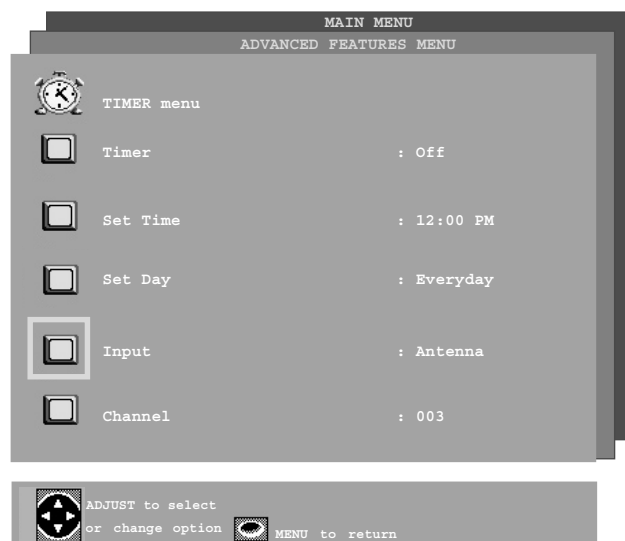 MAIN MENU
ADVANCED FEATURES MENU
TIMER menu
Timer : Off
Set Time : 12:00 PM
Set Day : Everyday
Input : Antenna
Channel : 003
ADJUST to select
or change option MENU to return